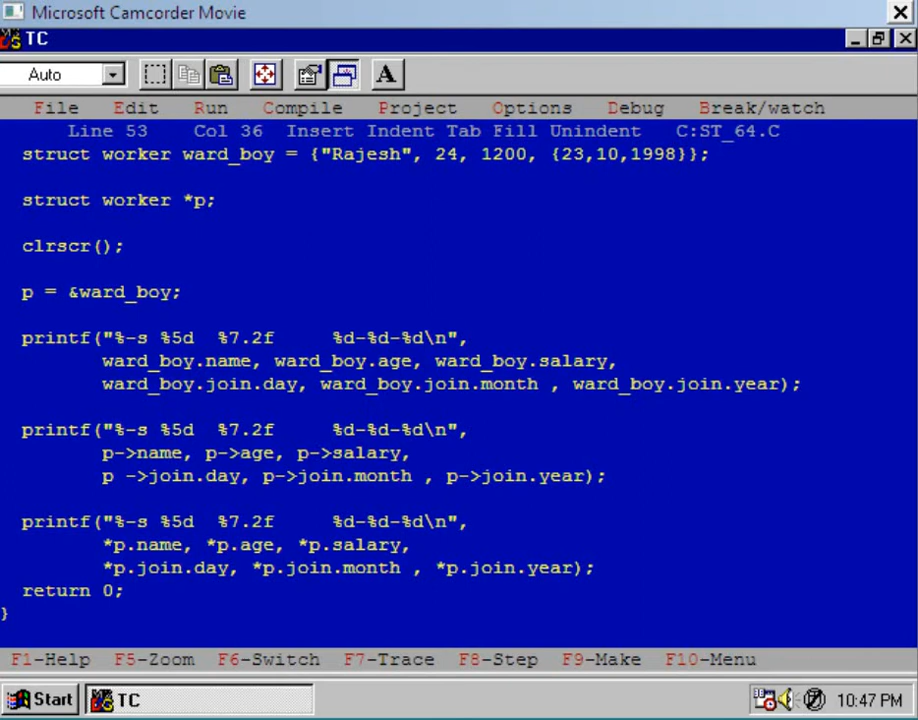 Microsoft Camcorder Movie
TC
Auto
A
File Edit Run Compile Project Options Debug Break/watch
Line 53 Col 36 Insert Indent Tab Fill Unindent C:ST_64.C
struct worker ward_boy = {"Rajesh", 24, 1200, {23,10,1998}};
struct worker *p;
clrscr();
p = &ward_boy;
printf("%-s %5d %7.2f %d-%d-%d\n",
ward_boy.name, ward_boy.age, ward_boy.salary,
ward_boy.join.day, ward_boy.join.month , ward_boy.join.year);
printf("%-s %5d %7.2f %d-%d-%d\n",
p->name, p->age, p->salary,
p ->join.day, p->join.month , p->join.year);
printf("%-s %5d %7.2f %d-%d-%d\n",
*p.name, *p.age, *p.salary,
*p.join.day, *p.join.month , *p.join.year);
return 0;
}
F1-Help F5-Zoom F6-Switch F7-Trace F8-Step F9-Make F10-Menu
Start TC 10:47 PM